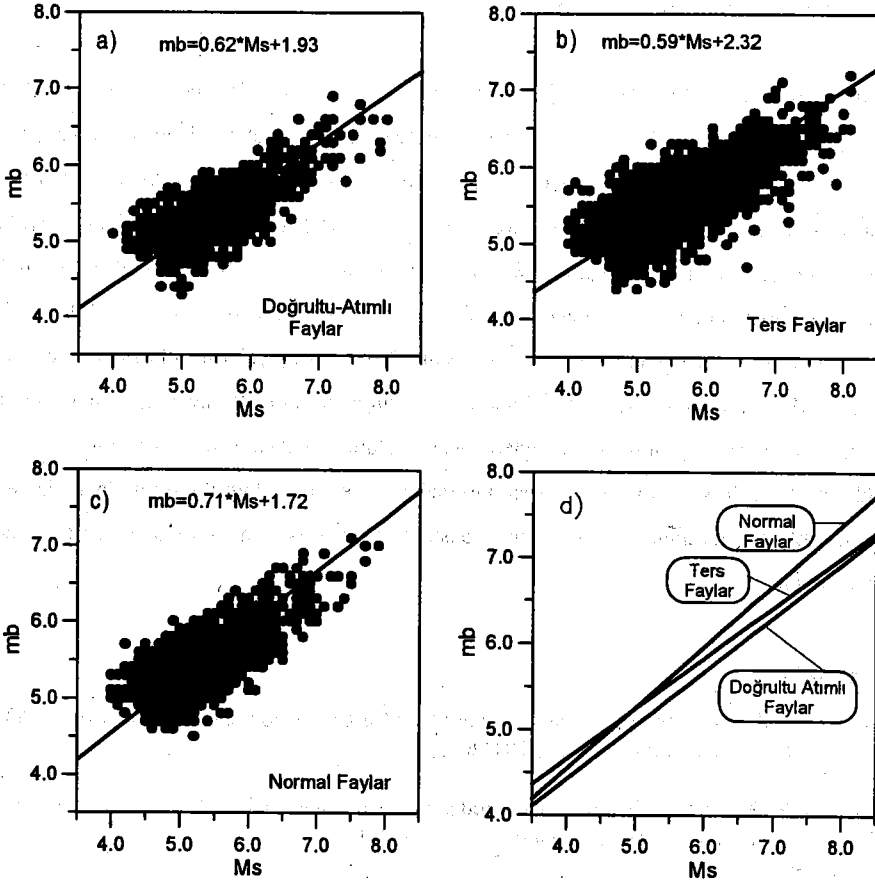 a)
mb=0.62*Ms+1.93
8.0
7.0
6.0
5.0
4.0
mb
Doğrultu-Atımlı
Faylar
4.0 5.0 6.0 7.0 8.0
Ms
b)
mb=0.59*Ms+2.32
8.0
7.0
6.0
5.0
4.0
mb
Ters Faylar
4.0 5.0 6.0 7.0 8.0
Ms
c)
mb=0.71*Ms+1.72
8.0
7.0
6.0
5.0
4.0
mb
Normal Faylar
4.0 5.0 6.0 7.0 8.0
Ms
d)
8.0
7.0
6.0
5.0
4.0
mb
Normal
Faylar
Ters
Faylar
Doğrultu Atımlı
Faylar
4.0 5.0 6.0 7.0 8.0
Ms